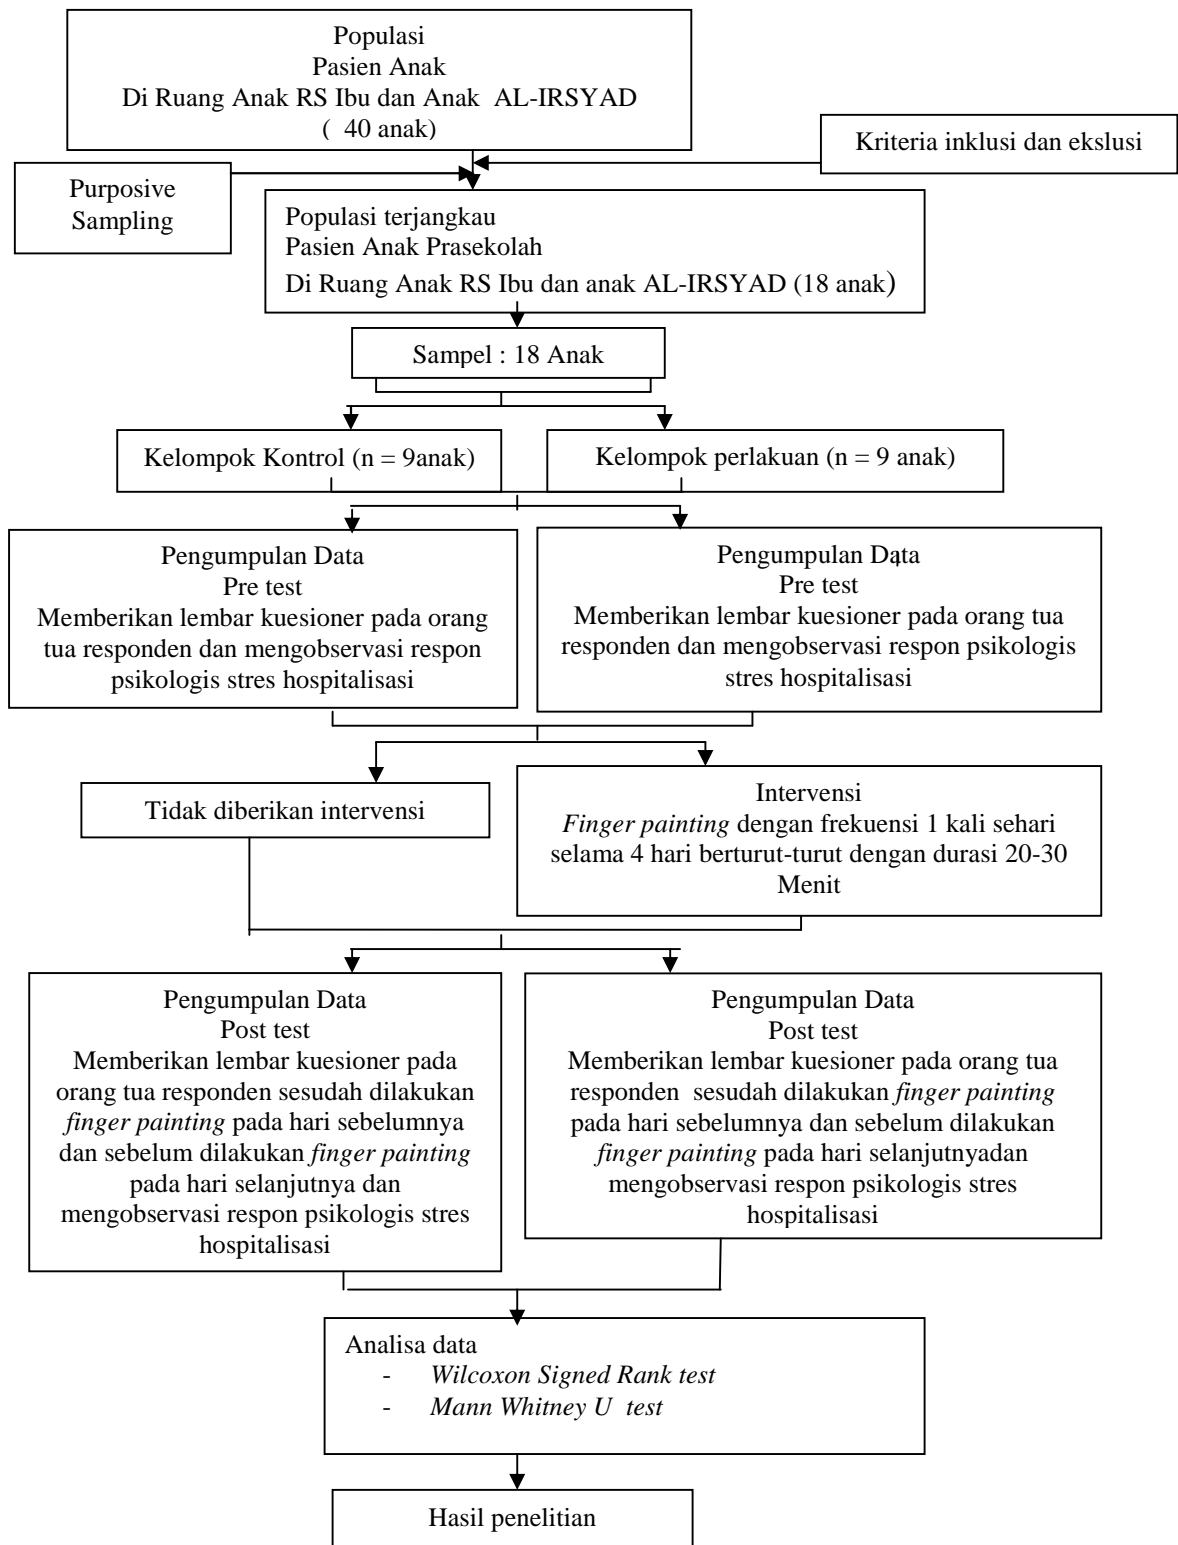 Populasi
Pasien Anak
Di Ruang Anak RS Ibu dan Anak AL-IRSYAD
( 40 anak)
Kriteria inklusi dan ekslusi
Purposive
Sampling
Populasi terjangkau
Pasien Anak Prasekolah
Di Ruang Anak RS Ibu dan anak AL-IRSYAD (18 anak)
Sampel : 18 Anak
Kelompok Kontrol (n = 9anak)
Kelompok perlakuan (n = 9 anak)
Pengumpulan Data
Pre test
Memberikan lembar kuesioner pada orang
tua responden dan mengobservasi respon
psikologis stres hospitalisasi
Pengumpulan Data
Pre test
Memberikan lembar kuesioner pada orang tua
responden dan mengobservasi respon psikologis
stres hospitalisasi
Tidak diberikan intervensi
Intervensi
Finger painting dengan frekuensi 1 kali sehari
selama 4 hari berturut-turut dengan durasi 20-30
Menit
Pengumpulan Data
Post test
Memberikan lembar kuesioner pada
orang tua responden sesudah dilakukan
finger painting pada hari sebelumnya
dan sebelum dilakukan finger painting
pada hari selanjutnya dan
mengobservasi respon psikologis stres
hospitalisasi
Pengumpulan Data
Post test
Memberikan lembar kuesioner pada orang tua
responden sesudah dilakukan finger painting
pada hari sebelumnya dan sebelum dilakukan
finger painting pada hari selanjutnyadan
mengobservasi respon psikologis stres
hospitalisasi
Analisa data
- Wilcoxon Signed Rank test
- Mann Whitney U test
Hasil penelitian